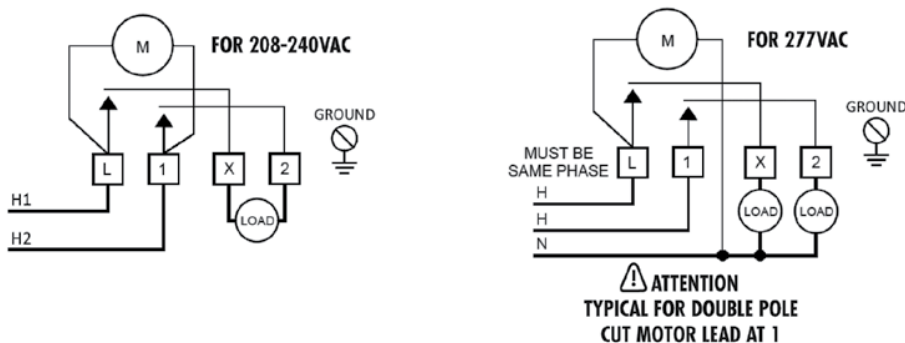 M
FOR 208-240VAC
GROUND
L
1
X
2
H1
H2
LOAD
M
FOR 277VAC
GROUND
MUST BE
SAME PHASE
L
1
X
2
H
H
N
LOAD
LOAD
ATTENTION
TYPICAL FOR DOUBLE POLE
CUT MOTOR LEAD AT 1